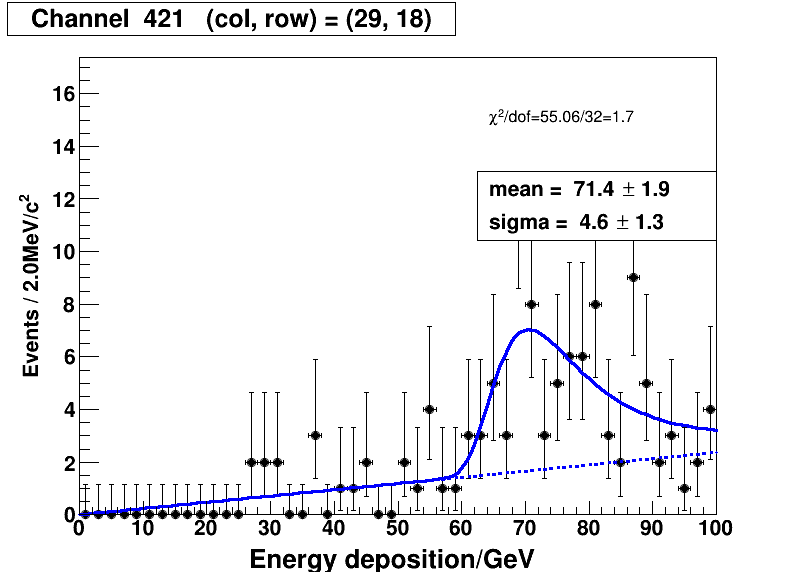 Channel 421 (col, row) = (29, 18)
χ²/dof=55.06/32=1.7
mean = 71.4 ± 1.9
sigma = 4.6 ± 1.3
Events / 2.0MeV/c²
16
14
12
10
8
6
4
2
0
0 10 20 30 40 50 60 70 80 90 100
Energy deposition/GeV